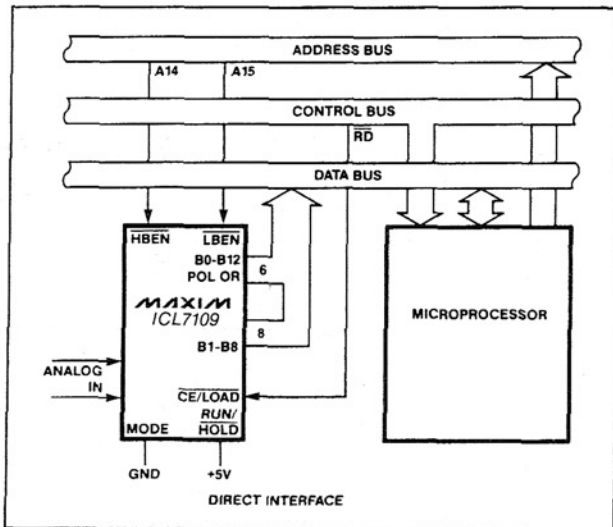 ADDRESS BUS
A14
A15
CONTROL BUS
RD
DATA BUS
HBEN
LBEN
B0-B12
POL OR
6
MAXIM
ICL7109
8
B1-B8
MICROPROCESSOR
ANALOG
IN
CE/LOAD
RUN/
HOLD
MODE
GND
+5V
DIRECT INTERFACE